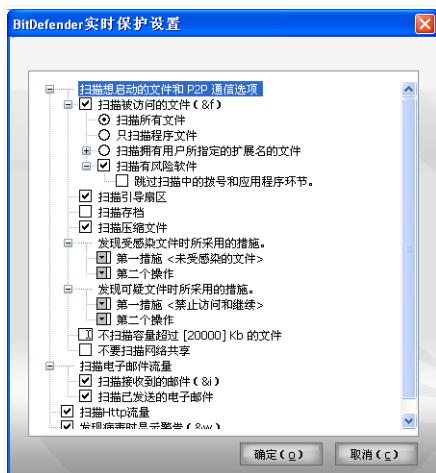 BitDefender实时保护设置
扫描想启动的文件和 P2P 通信选项
扫描被访问的文件(&f)
扫描所有文件
只扫描程序文件
扫描拥有用户所指定的扩展名的文件
扫描有风险软件
跳过扫描中的拨号和应用程序环节。
扫描引导扇区
扫描存档
扫描压缩文件
发现受感染文件时所采用的措施。
第一措施 <未受感染的文件>
第二个操作
发现可疑文件时所采用的措施。
第一措施 <禁止访问和继续>
第二个操作
不扫描容量超过 [20000] Kb 的文件
不要扫描网络共享
扫描电子邮件流量
扫描接收到的邮件(&i)
扫描已发送的电子邮件
扫描Http流量
发现病毒时显示警告(&w)
确定(o) 取消(c)